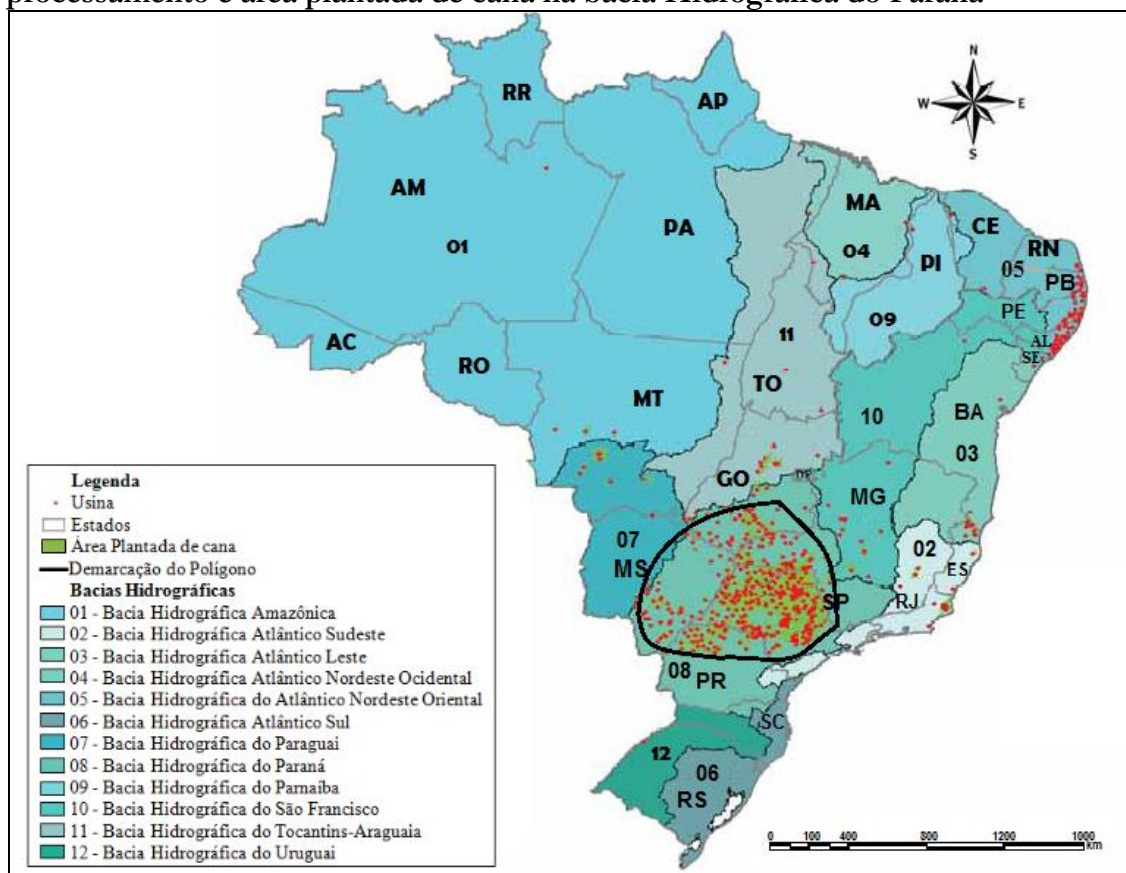 processamento e área plantada de cana na bacia Hidrográfica do Paraná
N
W
E
S
RR
AP
AM
01
PA
MA
04
CE
RN
05
PB
PI
09
PE
AL
SE
11
TO
AC
RO
MT
10
BA
03
GO
DF
MG
07
MS
02
ES
SP
RJ
08
PR
SC
12
06
RS
Legenda
Usina
Estados
Área Plantada de cana
Demarcação do Polígono
Bacias Hidrográficas
01 - Bacia Hidrográfica Amazônica
02 - Bacia Hidrográfica Atlântico Sudeste
03 - Bacia Hidrográfica Atlântico Leste
04 - Bacia Hidrográfica Atlântico Nordeste Ocidental
05 - Bacia Hidrográfica do Atlântico Nordeste Oriental
06 - Bacia Hidrográfica Atlântico Sul
07 - Bacia Hidrográfica do Paraguai
08 - Bacia Hidrográfica do Paraná
09 - Bacia Hidrográfica do Parnaíba
10 - Bacia Hidrográfica do São Francisco
11 - Bacia Hidrográfica do Tocantins-Araguaia
12 - Bacia Hidrográfica do Uruguai
0 100 400 800 1000
km